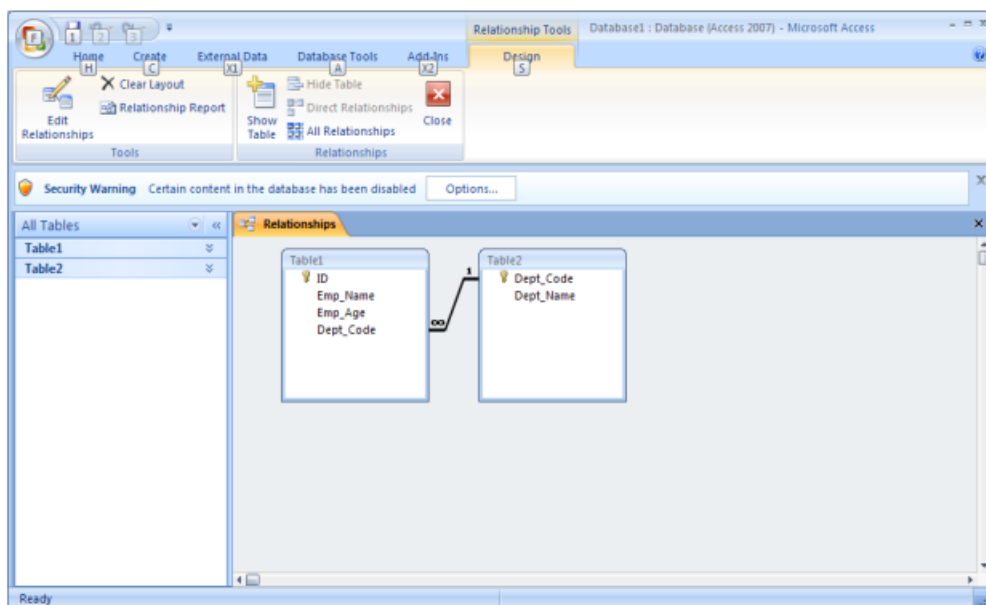 1 2 3
Relationship Tools Database1 : Database (Access 2007) - Microsoft Access
Home Create External Data Database Tools Add-Ins Design
H C X1 A X2 S
Edit Relationships
Clear Layout
Relationship Report
Tools
Show Table
Hide Table
Direct Relationships
All Relationships
Close
Relationships
Security Warning Certain content in the database has been disabled Options...
All Tables
Table1
Table2
Relationships
Table1
ID
Emp_Name
Emp_Age
Dept_Code
∞
1
Table2
Dept_Code
Dept_Name
Ready